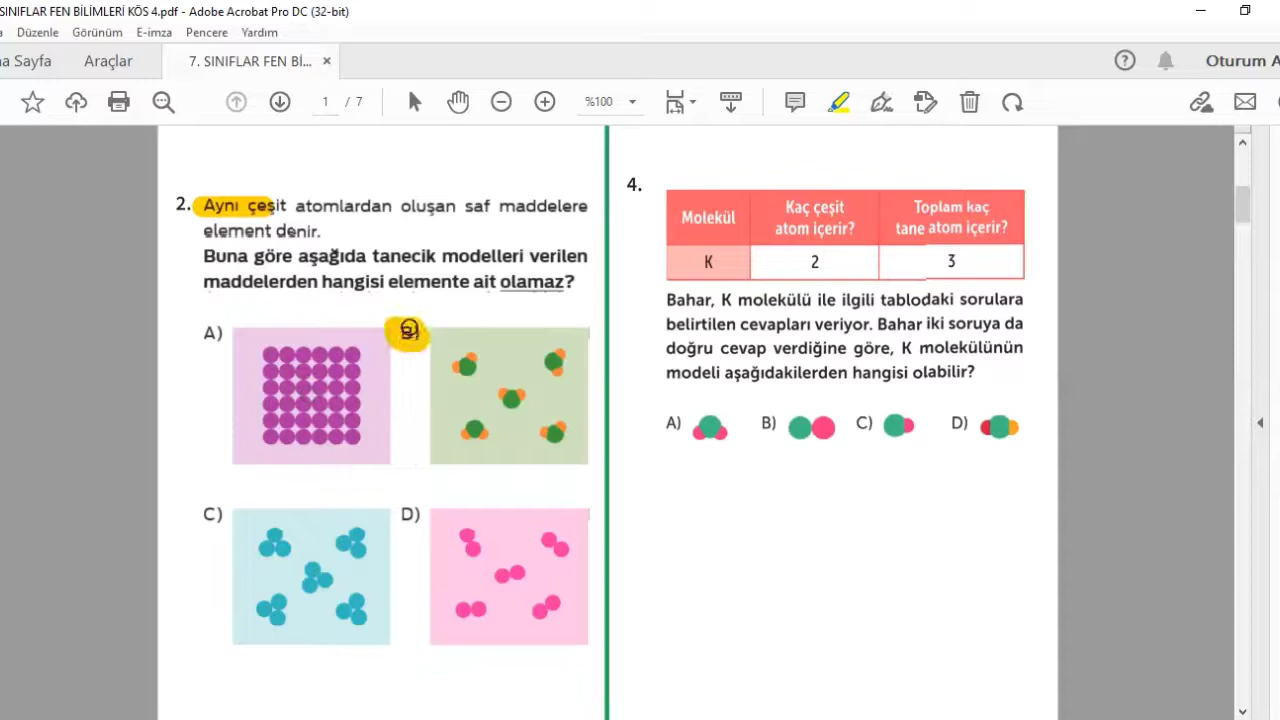 SINIFLAR FEN BİLİMLERİ KÖS 4.pdf - Adobe Acrobat Pro DC (32-bit)
Düzenle Görünüm E-imza Pencere Yardım
a Sayfa Araçlar 7. SINIFLAR FEN Bİ... × Oturum A
1 / 7 %100
2. Aynı çeşit atomlardan oluşan saf maddelere
element denir.
Buna göre aşağıda tanecik modelleri verilen
maddelerden hangisi elemente ait olamaz?
A) B)
C) D)
4.
Molekül Kaç çeşit atom içerir? Toplam kaç tane atom içerir?
K 2 3
Bahar, K molekülü ile ilgili tablodaki sorulara
belirtilen cevapları veriyor. Bahar iki soruya da
doğru cevap verdiğine göre, K molekülünün
modeli aşağıdakilerden hangisi olabilir?
A) B) C) D)